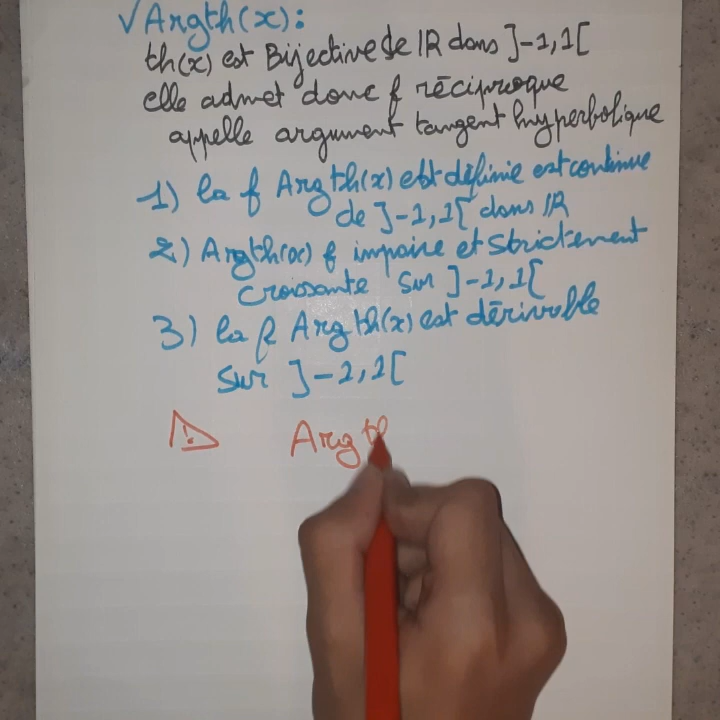 √Argth(x):
th(x) est Bijective de IR dans ]-1,1[
elle admet donc f réciproque
appelle argument tangent hyperbolique
1) la f Argth(x) est définie est continue
de ]-1,1[ dans IR
2) Argth(x) f impaire et strictement
croissante sur ]-1,1[
3) la f Argth(x) est dérivable
sur ]-1,1[
Argth